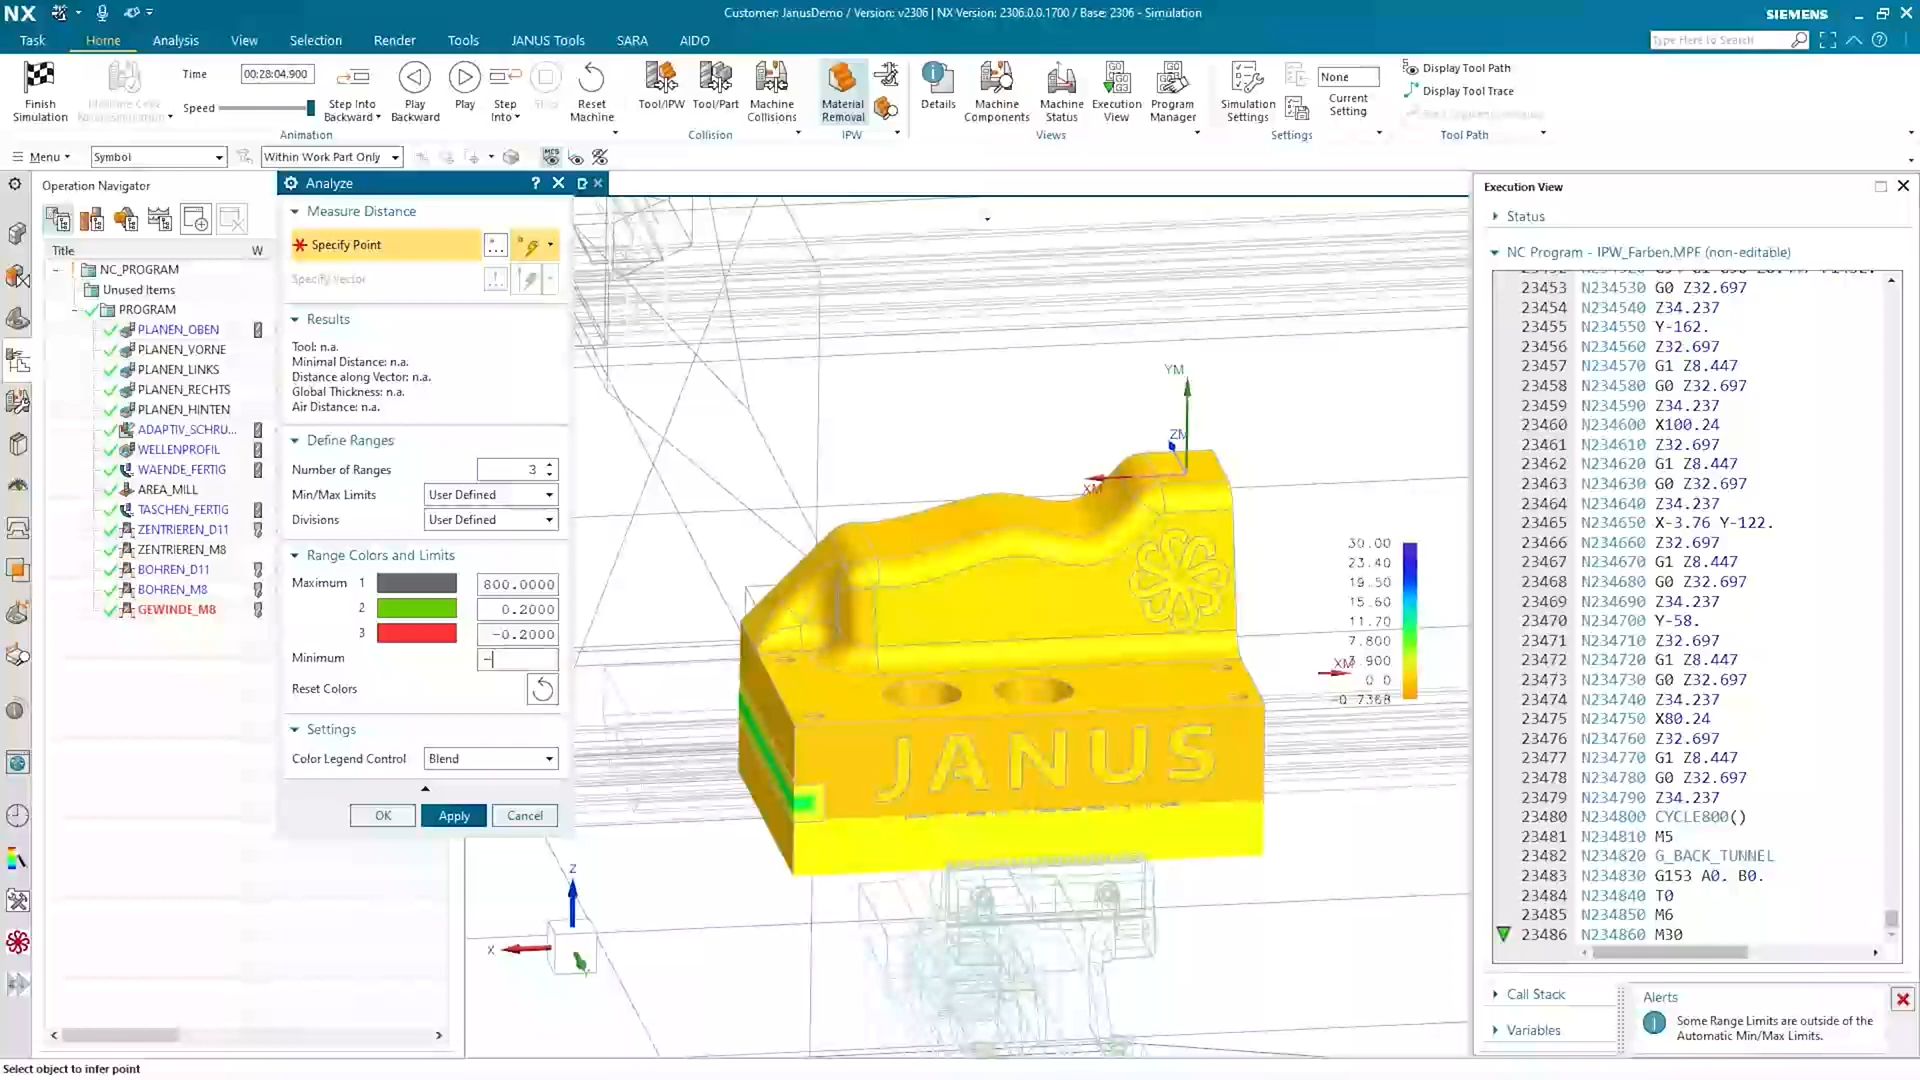 NX
Customer: JanusDemo / Version: v2306 | NX Version: 2306.0.0.1700 / Base: 2306 - Simulation
SIEMENS
Task Home Analysis View Selection Render Tools JANUS Tools SARA AIDO
Type Here to Search
Finish Simulation
Time 00:28:04.900
Speed
Step Into Backward
Play Backward
Play
Step Into
Stop
Reset Machine
Animation
Tool/IPW
Tool/Part
Machine Collisions
Collision
Material Removal
IPW
Details
Machine Components
Machine Status
Execution View
Program Manager
Views
Simulation Settings
None
Current Setting
Settings
Display Tool Path
Display Tool Trace
Tool Path
Menu
Symbol
Within Work Part Only
Operation Navigator
Title W
NC_PROGRAM
Unused Items
PROGRAM
PLANEN_OBEN
PLANEN_VORNE
PLANEN_LINKS
PLANEN_RECHTS
PLANEN_HINTEN
ADAPTIV_SCHRU...
WELLENPROFIL
WAENDE_FERTIG
AREA_MILL
TASCHEN_FERTIG
ZENTRIEREN_D11
ZENTRIEREN_M8
BOHREN_D11
BOHREN_M8
GEWINDE_M8
Analyze
Measure Distance
Specify Point
Specify Vector
Results
Tool: n.a.
Minimal Distance: n.a.
Distance along Vector: n.a.
Global Thickness: n.a.
Air Distance: n.a.
Define Ranges
Number of Ranges 3
Min/Max Limits User Defined
Divisions User Defined
Range Colors and Limits
Maximum 1 800.0000
2 0.2000
3 -0.2000
Minimum -
Reset Colors
Settings
Color Legend Control Blend
OK Apply Cancel
YM
ZM
XM
JANUS
30.00
23.40
19.50
15.60
11.70
7.800
3.900
0.0
-0.7368
XM
Z
X
Execution View
Status
NC Program - IPW_Farben.MPF (non-editable)
23453 N234530 G0 Z32.697
23454 N234540 Z34.237
23455 N234550 Y-162.
23456 N234560 Z32.697
23457 N234570 G1 Z8.447
23458 N234580 G0 Z32.697
23459 N234590 Z34.237
23460 N234600 X100.24
23461 N234610 Z32.697
23462 N234620 G1 Z8.447
23463 N234630 G0 Z32.697
23464 N234640 Z34.237
23465 N234650 X-3.76 Y-122.
23466 N234660 Z32.697
23467 N234670 G1 Z8.447
23468 N234680 G0 Z32.697
23469 N234690 Z34.237
23470 N234700 Y-58.
23471 N234710 Z32.697
23472 N234720 G1 Z8.447
23473 N234730 G0 Z32.697
23474 N234740 Z34.237
23475 N234750 X80.24
23476 N234760 Z32.697
23477 N234770 G1 Z8.447
23478 N234780 G0 Z32.697
23479 N234790 Z34.237
23480 N234800 CYCLE800()
23481 N234810 M5
23482 N234820 G_BACK_TUNNEL
23483 N234830 G153 A0. B0.
23484 N234840 T0
23485 N234850 M6
23486 N234860 M30
Call Stack
Variables
Alerts
Some Range Limits are outside of the
Automatic Min/Max Limits.
Select object to infer point